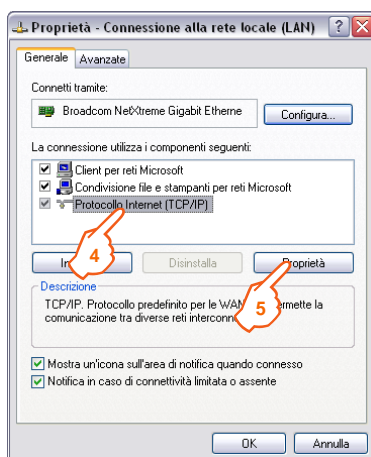 Proprietà - Connessione alla rete locale (LAN)
Generale Avanzate
Connetti tramite:
Broadcom NetXtreme Gigabit Etherne
Configura...
La connessione utilizza i componenti seguenti:
Client per reti Microsoft
Condivisione file e stampanti per reti Microsoft
Protocollo Internet (TCP/IP)
4
Disinstalla
Proprietà
5
Descrizione
TCP/IP. Protocollo predefinito per le WAN la
comunicazione tra diverse reti
Mostra un'icona sull'area di notifica quando connesso
Notifica in caso di connettività limitata o assente
OK Annulla